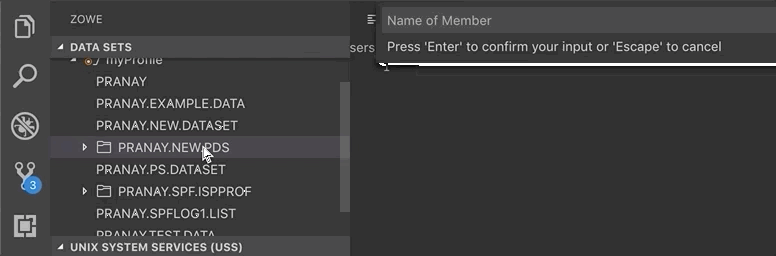 ZOWE
DATA SETS
myProfile
PRANAY
PRANAY.EXAMPLE.DATA
PRANAY.NEW.DATASET
PRANAY.NEW.PDS
PRANAY.PS.DATASET
PRANAY.SPF.ISPPROF
PRANAY.SPFLOG1.LIST
PRANAY.TEST.DATA
UNIX SYSTEM SERVICES (USS)
3
Name of Member
Press 'Enter' to confirm your input or 'Escape' to cancel
sers
1